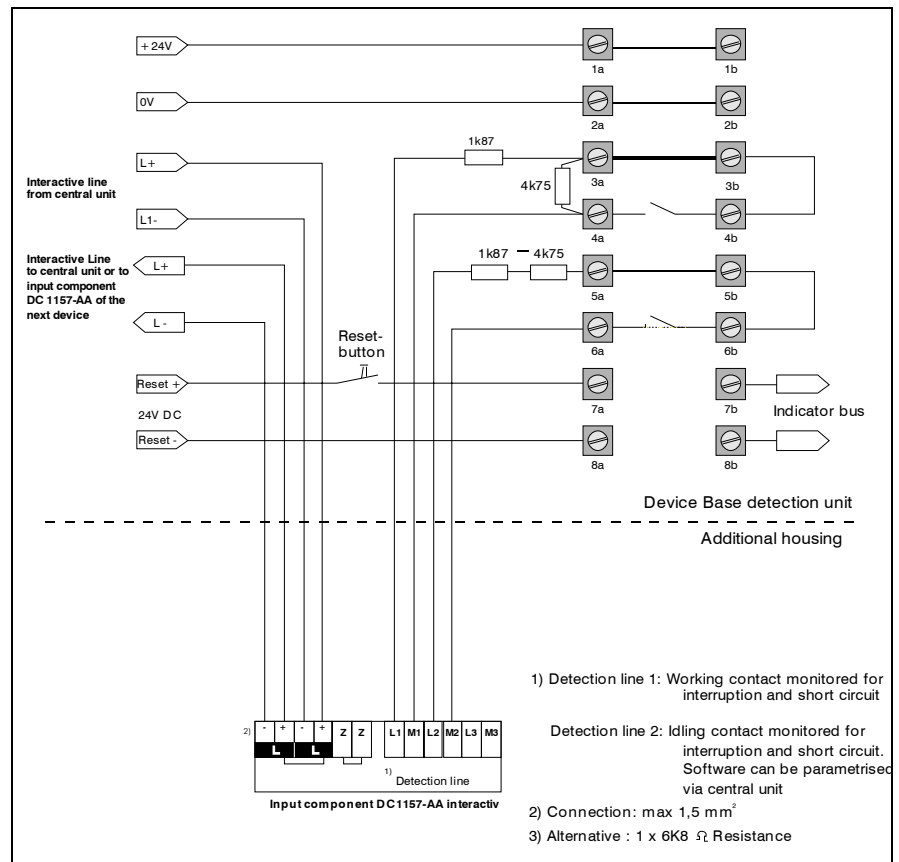 + 24V
1a
1b
0V
2a
2b
1k87
L+
3a
3b
4k75
Interactive line
from central unit
L1-
4a
4b
1k87
4k75
Interactive Line
to central unit or to
input component
DC 1157-AA of the
next device
L+
5a
5b
L -
6a
6b
Reset-
button
Reset +
7a
7b
24V DC
Indicator bus
Reset -
8a
8b
Device Base detection unit
Additional housing
1) Detection line 1: Working contact monitored for
interruption and short circuit
2)
- + - + Z Z L1 M1 L2 M2 L3 M3
L L
1)
Detection line
Detection line 2: Idling contact monitored for
interruption and short circuit.
Software can be parametrised
via central unit
Input component DC1157-AA interactiv
2) Connection: max 1,5 mm²
3) Alternative : 1 x 6K8 Ω Resistance